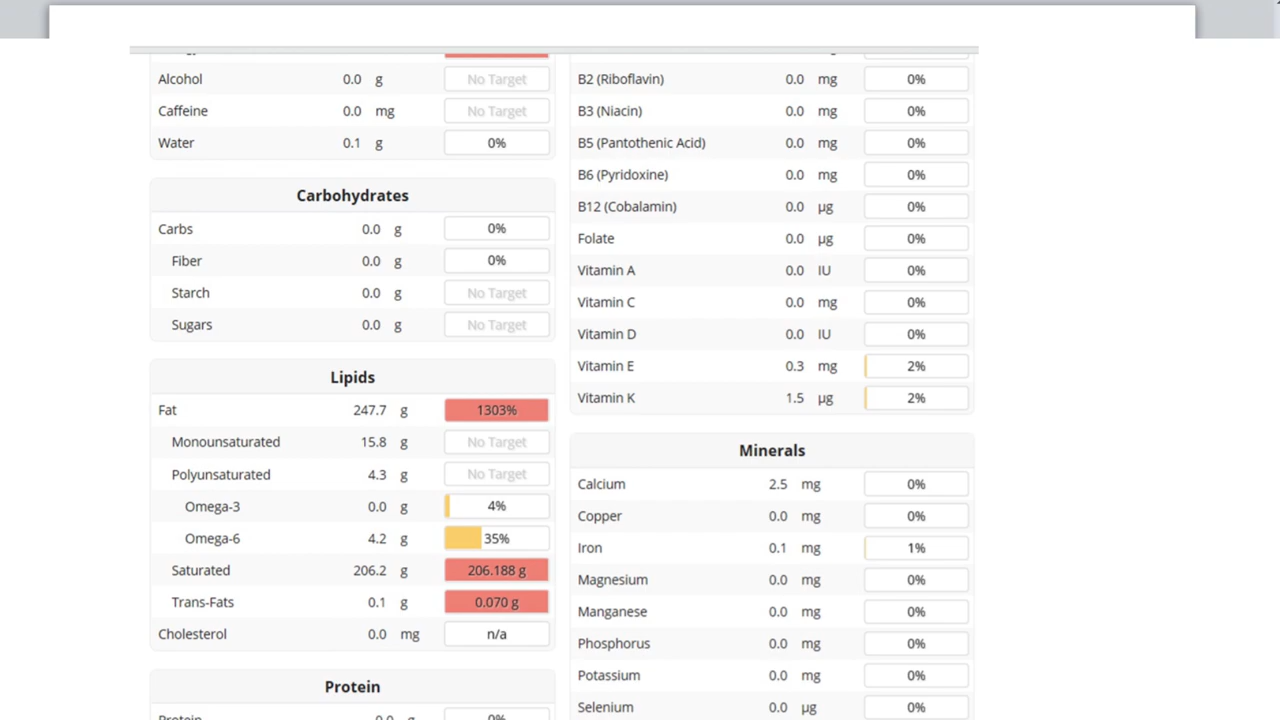 Alcohol 0.0 g No Target
Caffeine 0.0 mg No Target
Water 0.1 g 0%
Carbohydrates
Carbs 0.0 g 0%
Fiber 0.0 g 0%
Starch 0.0 g No Target
Sugars 0.0 g No Target
Lipids
Fat 247.7 g 1303%
Monounsaturated 15.8 g No Target
Polyunsaturated 4.3 g No Target
Omega-3 0.0 g 4%
Omega-6 4.2 g 35%
Saturated 206.2 g 206.188 g
Trans-Fats 0.1 g 0.070 g
Cholesterol 0.0 mg n/a
Protein
Protein 0.0 g 0%
B2 (Riboflavin) 0.0 mg 0%
B3 (Niacin) 0.0 mg 0%
B5 (Pantothenic Acid) 0.0 mg 0%
B6 (Pyridoxine) 0.0 mg 0%
B12 (Cobalamin) 0.0 µg 0%
Folate 0.0 µg 0%
Vitamin A 0.0 IU 0%
Vitamin C 0.0 mg 0%
Vitamin D 0.0 IU 0%
Vitamin E 0.3 mg 2%
Vitamin K 1.5 µg 2%
Minerals
Calcium 2.5 mg 0%
Copper 0.0 mg 0%
Iron 0.1 mg 1%
Magnesium 0.0 mg 0%
Manganese 0.0 mg 0%
Phosphorus 0.0 mg 0%
Potassium 0.0 mg 0%
Selenium 0.0 µg 0%